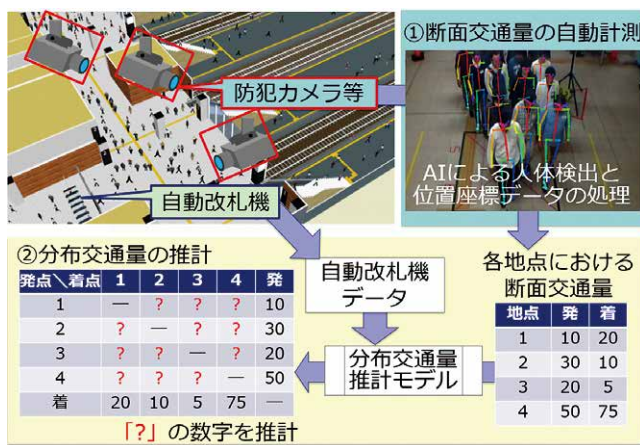 ①断面交通量の自動計測
防犯カメラ等
AIによる人体検出と
位置座標データの処理
自動改札機
②分布交通量の推計
発点＼着点 1 2 3 4 発
1 — ? ? ? 10
2 ? — ? ? 30
3 ? ? — ? 20
4 ? ? ? — 50
着 20 10 5 75 —
「?」の数字を推計
自動改札機
データ
分布交通量
推計モデル
各地点における
断面交通量
地点 発 着
1 10 20
2 30 10
3 20 5
4 50 75